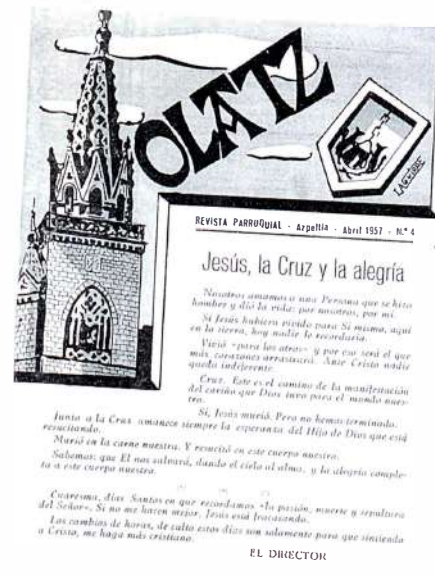 OLATZ
LAGUIRRE
REVISTA PARROQUIAL - Azpeitia - Abril 1957 - N.º 4
Jesús, la Cruz y la alegría
Nosotros amamos a una Persona que se hizo
hombre y dió la vida: por nosotros, por mí.
Si Jesús hubiera vivido para Sí mismo, aquí
en la tierra, hoy nadie lo recordaría.
Vivió «para los otros» y por eso será el que
más corazones arrastrará. Ante Cristo nadie
queda indiferente.
Cruz. Este es el camino de la manifestación
del cariño que Dios tuvo para el mundo nues-
tro.
Sí, Jesús murió. Pero no hemos terminado.
Junto a la Cruz amanece siempre la esperanza del Hijo de Dios que está
resucitando.
Murió en la carne nuestra. Y resucitó en este cuerpo nuestro.
Sabemos: que El nos salvará, dando el cielo al alma, y la alegría comple-
ta a este cuerpo nuestro.
Cuaresma, días Santos en que recordamos «la pasión, muerte y sepultura
del Señor». Si no me hacen mejor, Jesús está fracasando.
Los cambios de horas, de culto estos días son solamente para que sintiendo
a Cristo, me haga más cristiano.
EL DIRECTOR